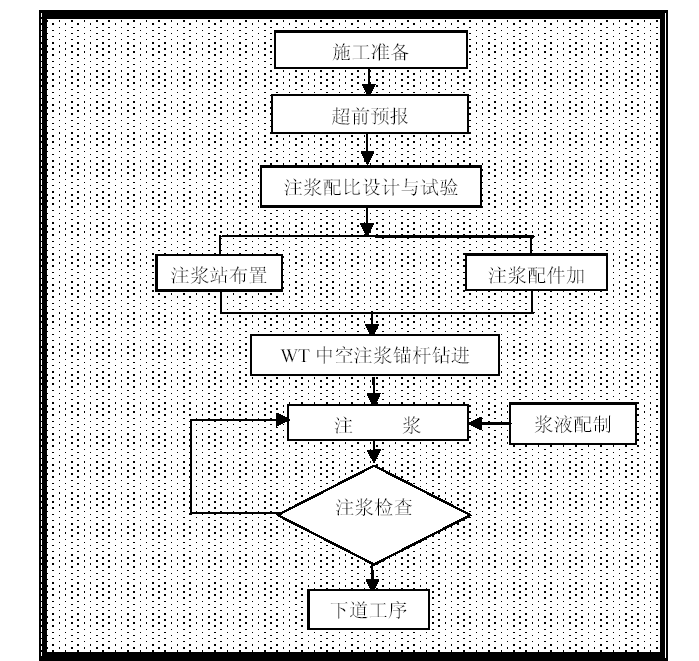 施工准备
超前预报
注浆配比设计与试验
注浆站布置
注浆配件加
WT 中空注浆锚杆钻进
注 浆
浆液配制
注浆检查
下道工序